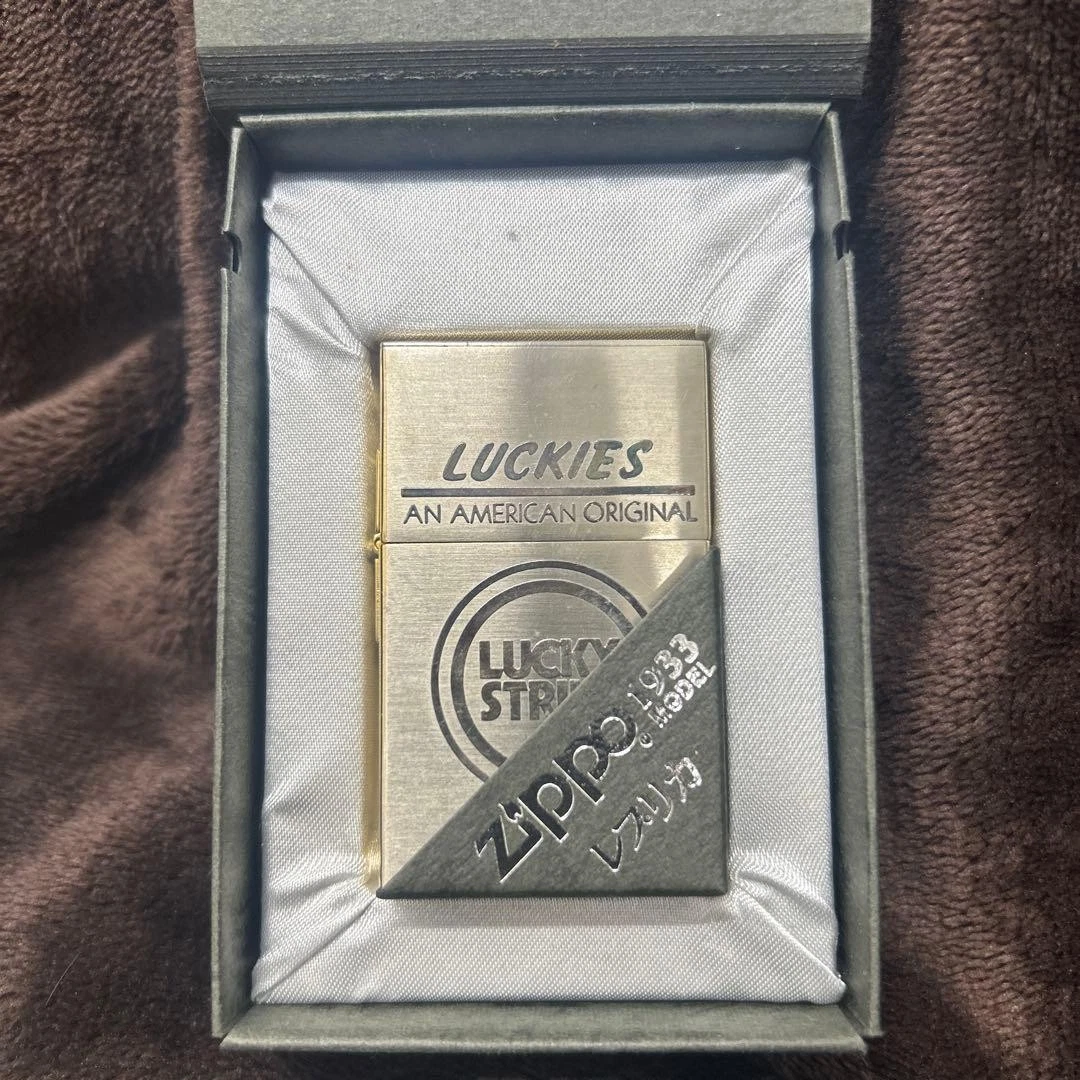 LUCKIES
AN AMERICAN ORIGINAL
LUCKY
STRI
Zippo
© 1933
MODEL
レプリカ